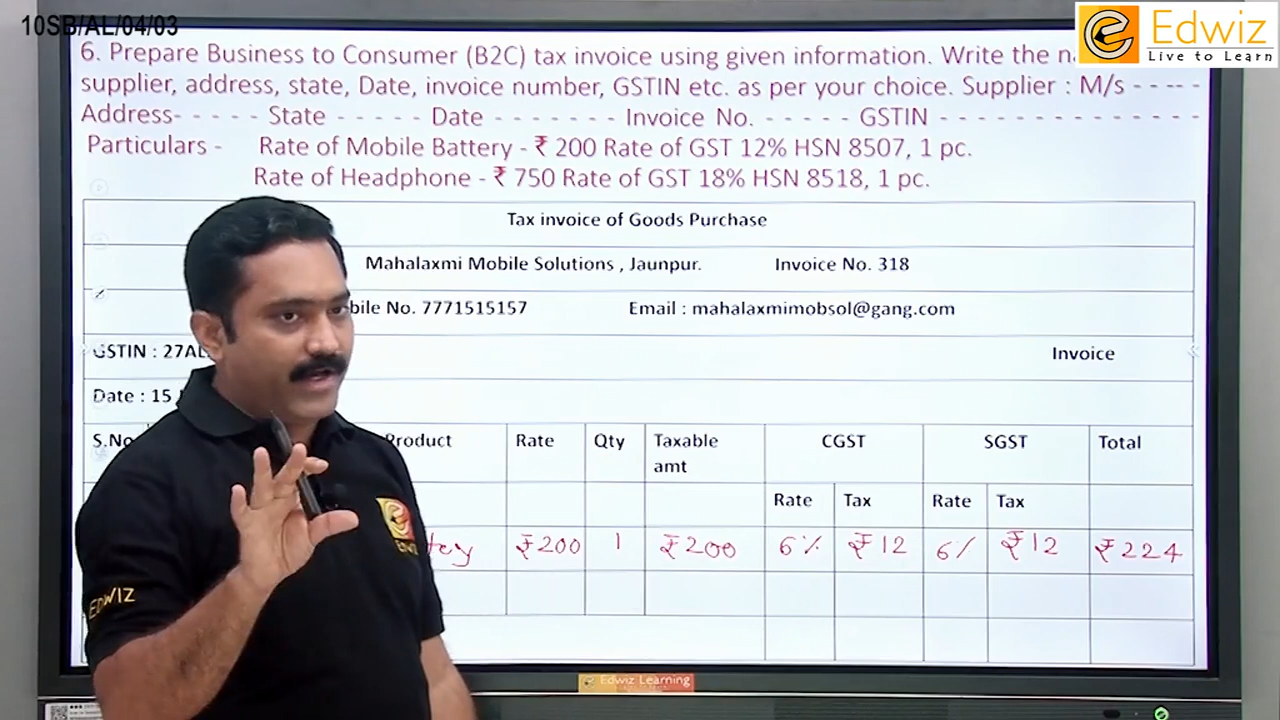 10SB/AL/04/03
Edwiz
Live to Learn
6. Prepare Business to Consumer (B2C) tax invoice using given information. Write the
supplier, address, state, Date, invoice number, GSTIN etc. as per your choice. Supplier : M/s - - -- -
Address- - - - - State - - - - - Date - - - - - - - Invoice No. - - - - - GSTIN - - - - - - - - - - - - - -
Particulars - Rate of Mobile Battery - ₹ 200 Rate of GST 12% HSN 8507, 1 pc.
Rate of Headphone - ₹ 750 Rate of GST 18% HSN 8518, 1 pc.
Tax invoice of Goods Purchase
Mahalaxmi Mobile Solutions , Jaunpur. Invoice No. 318
bile No. 7771515157 Email : mahalaxmimobsol@gang.com
GSTIN : 27AL Invoice
Date : 15
S.No Product Rate Qty Taxable amt CGST SGST Total
Rate Tax Rate Tax
tery ₹200 1 ₹200 6% ₹12 6% ₹12 ₹224
EDWIZ
Edwiz Learning